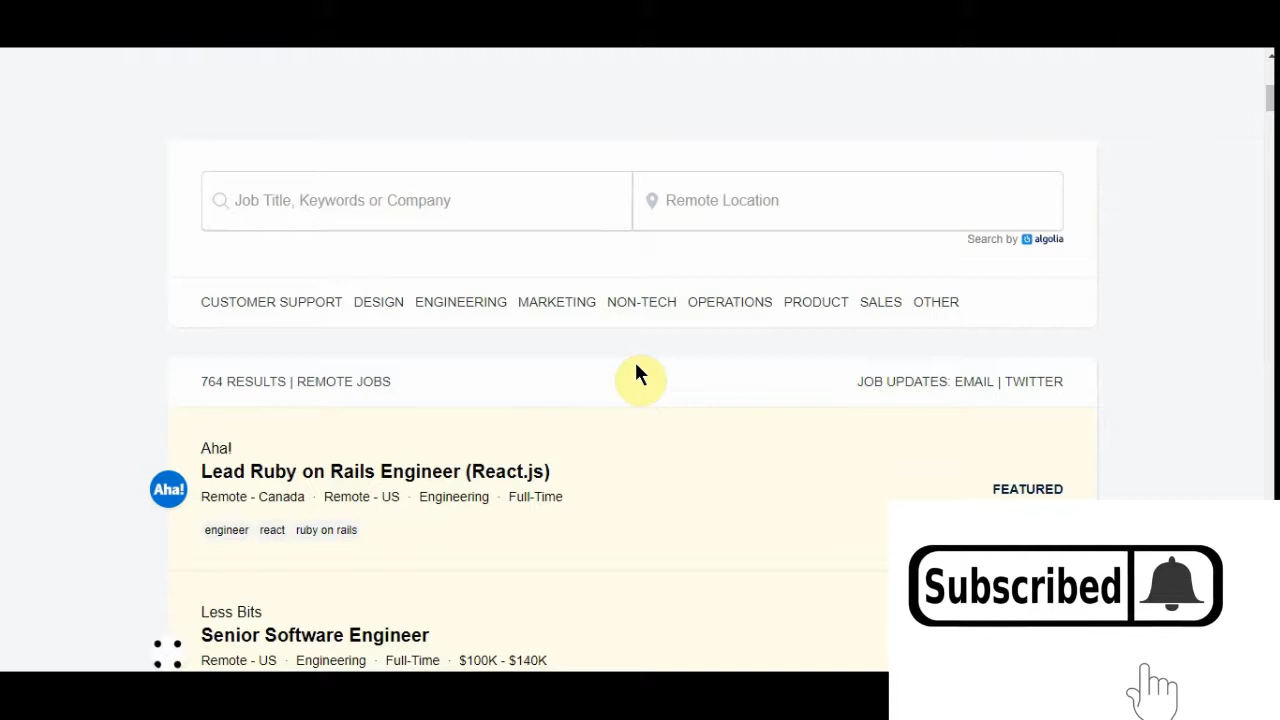 Job Title, Keywords or Company
Remote Location
Search by algolia
CUSTOMER SUPPORT DESIGN ENGINEERING MARKETING NON-TECH OPERATIONS PRODUCT SALES OTHER
764 RESULTS | REMOTE JOBS
JOB UPDATES: EMAIL | TWITTER
Aha!
Lead Ruby on Rails Engineer (React.js)
Aha!
Remote - Canada · Remote - US · Engineering · Full-Time
FEATURED
engineer react ruby on rails
Subscribed
Less Bits
Senior Software Engineer
Remote - US · Engineering · Full-Time · $100K - $140K